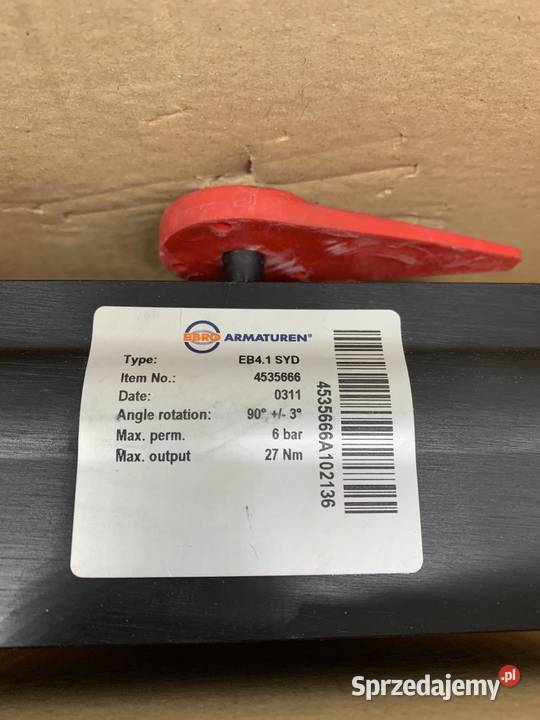 EBRO ARMATUREN®
Type: EB4.1 SYD
Item No.: 4535666
Date: 0311
Angle rotation: 90° +/- 3°
Max. perm. 6 bar
Max. output 27 Nm
4535666A102136
Sprzedajemy.pl